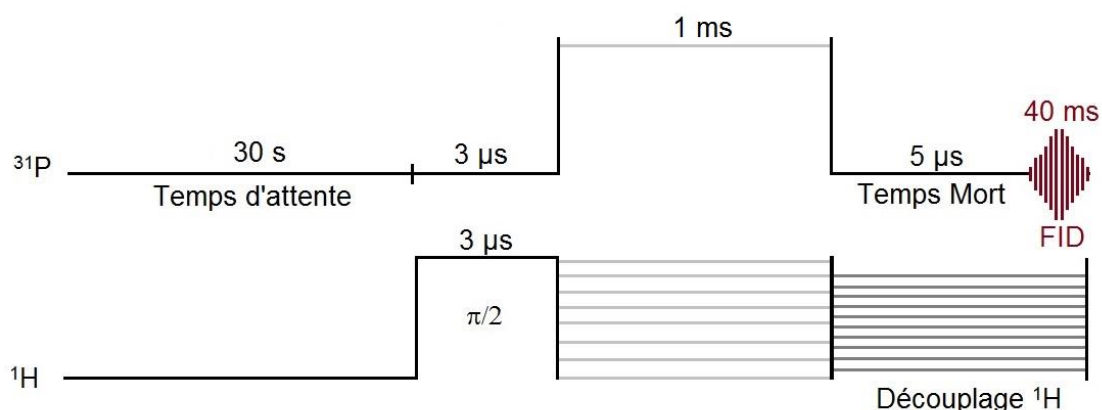 1 ms
40 ms
³¹P
30 s
3 µs
5 µs
Temps d'attente
Temps Mort
FID
3 µs
π/2
¹H
Découplage ¹H